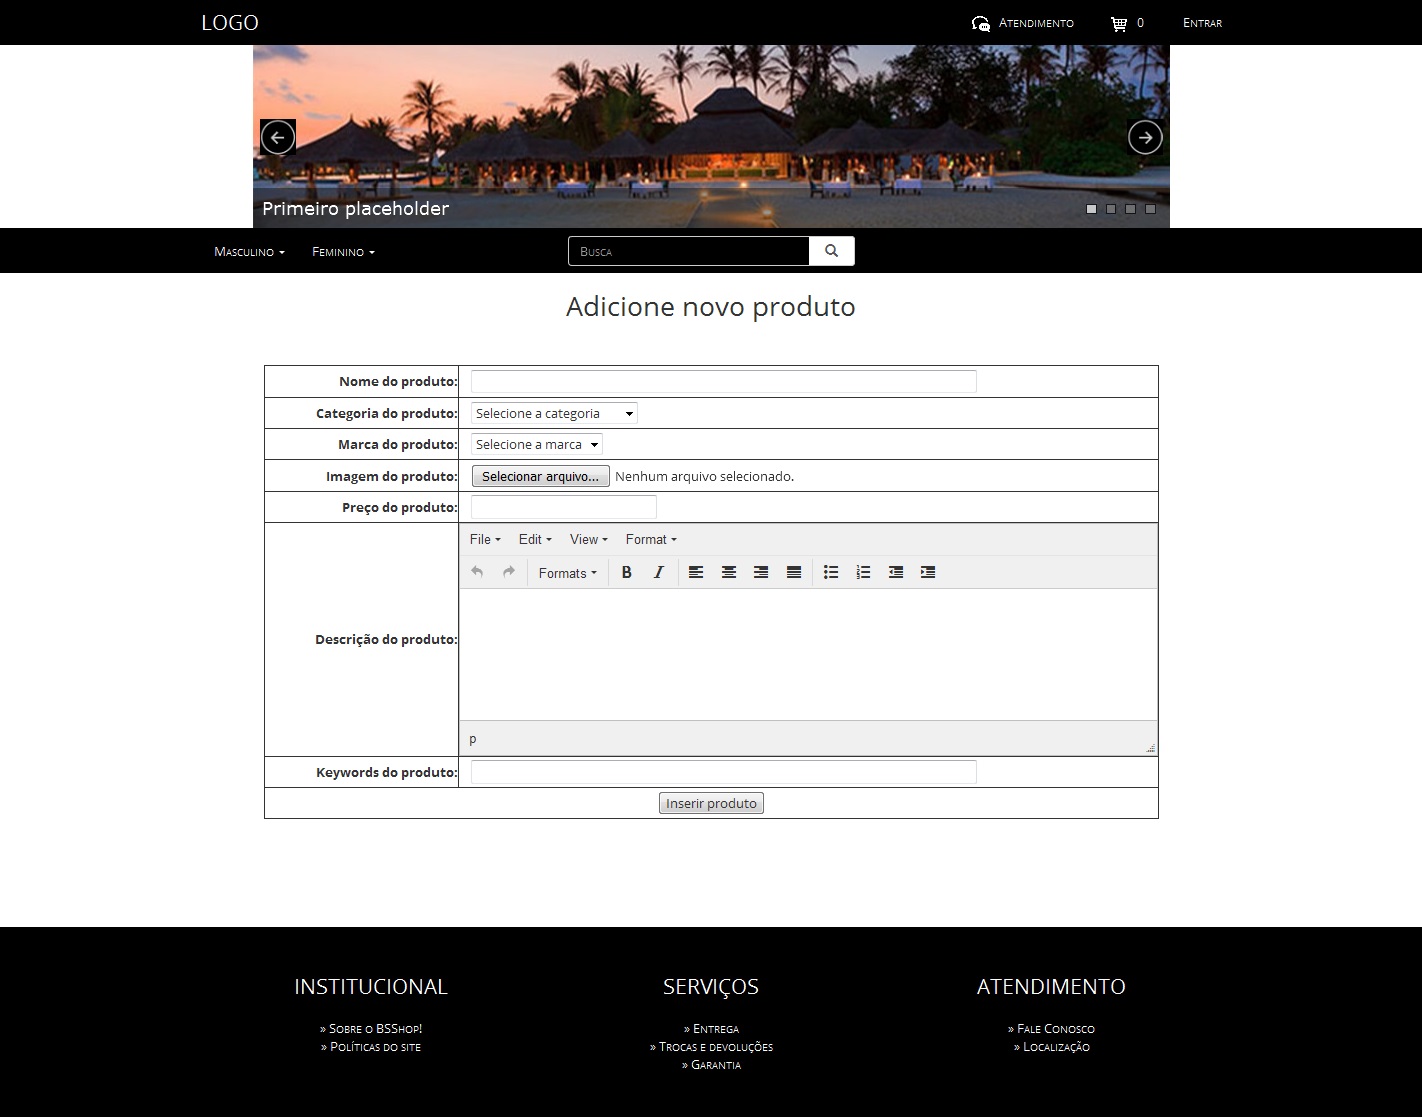 LOGO
Atendimento
0
Entrar
Primeiro placeholder
Masculino
Feminino
Busca
Adicione novo produto
Nome do produto:
Categoria do produto: Selecione a categoria
Marca do produto: Selecione a marca
Imagem do produto: Selecionar arquivo... Nenhum arquivo selecionado.
Preço do produto:
File Edit View Format
Formats B I
Descrição do produto:
p
Keywords do produto:
Inserir produto
INSTITUCIONAL
» Sobre o BSShop!
» Políticas do site
SERVIÇOS
» Entrega
» Trocas e devoluções
» Garantia
ATENDIMENTO
» Fale Conosco
» Localização